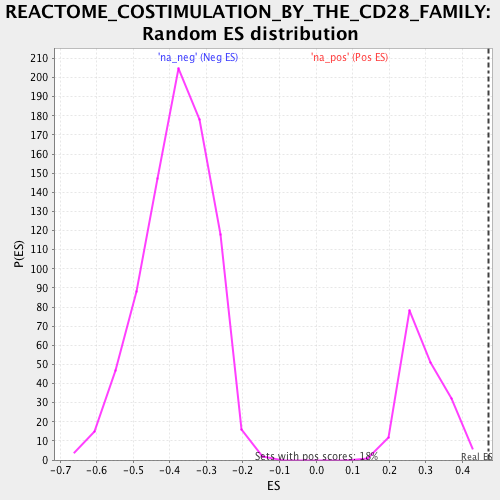 REACTOME_COSTIMULATION_BY_THE_CD28_FAMILY:
Random ES distribution
'na_neg' (Neg ES) 'na_pos' (Pos ES)
210
200
190
180
170
160
150
140
130
120
110
100
90
80
70
60
50
40
30
20
10
0
P(ES)
Sets with pos scores: 18%
Real ES
-0.7 -0.6 -0.5 -0.4 -0.3 -0.2 -0.1 0.0 0.1 0.2 0.3 0.4
ES